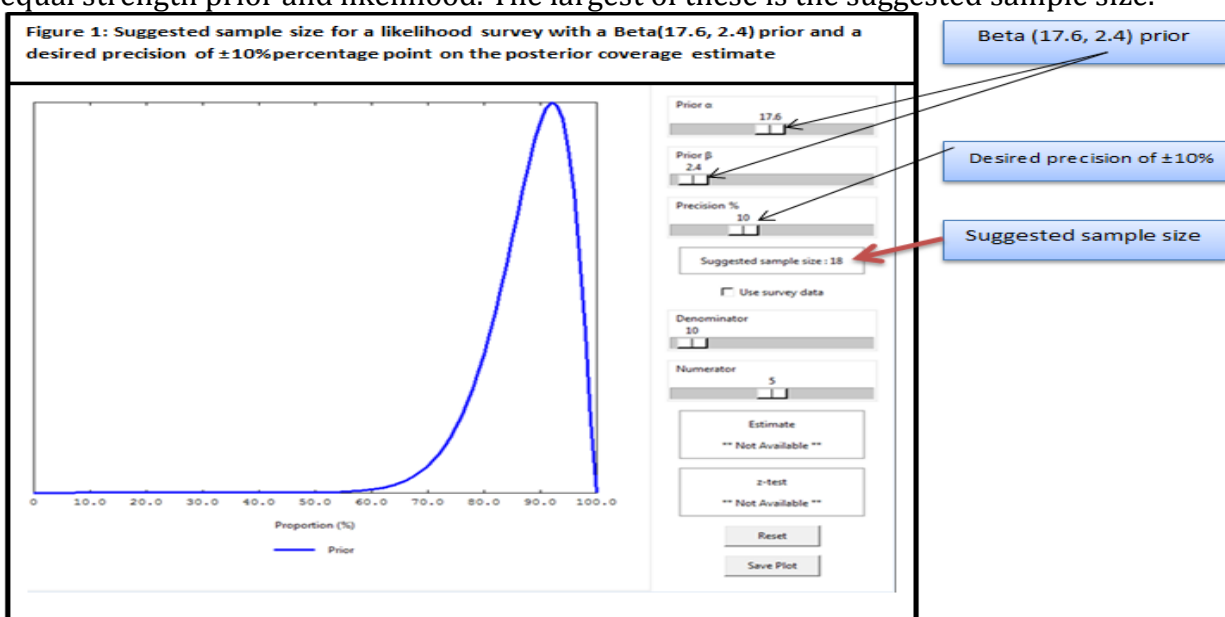 equal strength prior and likelihood. The largest of these is the suggested sample size.
Figure 1: Suggested sample size for a likelihood survey with a Beta(17.6, 2.4) prior and a
desired precision of ±10%percentage point on the posterior coverage estimate
Beta (17.6, 2.4) prior
Prior α
17.6
Prior β
2.4
Desired precision of ±10%
Precision %
10
Suggested sample size
Suggested sample size : 18
Use survey data
Denominator
10
Numerator
5
Estimate
** Not Available **
z-test
** Not Available **
Reset
Save Plot
0 10.0 20.0 30.0 40.0 50.0 60.0 70.0 80.0 90.0 100.0
Proportion (%)
Prior